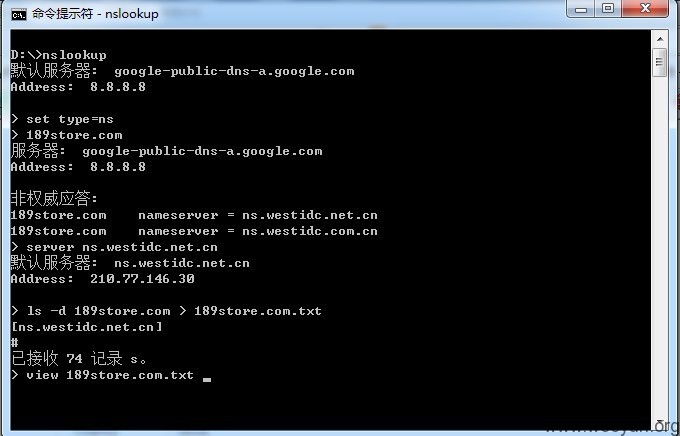 命令提示符 - nslookup
D:\>nslookup
默认服务器:  google-public-dns-a.google.com
Address:  8.8.8.8
> set type=ns
> 189store.com
服务器:  google-public-dns-a.google.com
Address:  8.8.8.8
非权威应答:
189store.com    nameserver = ns.westidc.net.cn
189store.com    nameserver = ns.westidc.com.cn
> server ns.westidc.net.cn
默认服务器:  ns.westidc.net.cn
Address:  210.77.146.30
> ls -d 189store.com > 189store.com.txt
[ns.westidc.net.cn]
#
已接收 74 记录 s。
> view 189store.com.txt